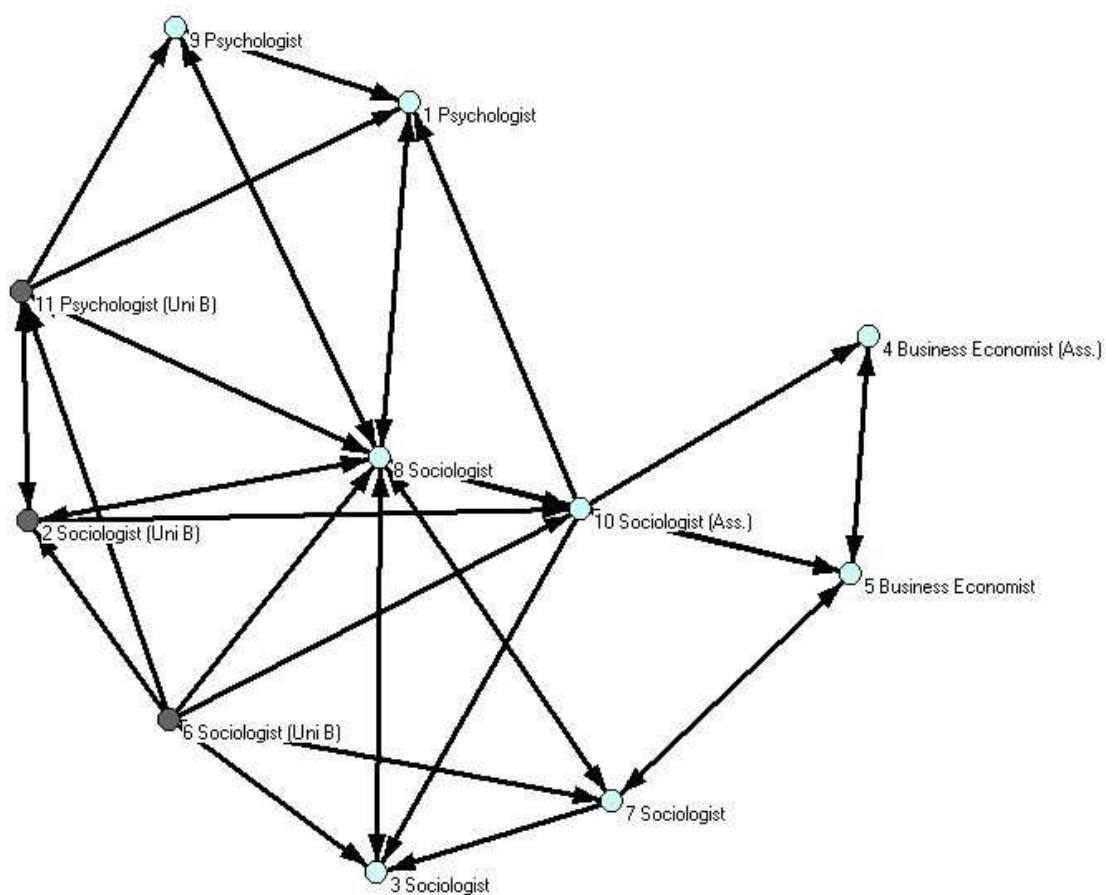 9 Psychologist
1 Psychologist
11 Psychologist (Uni B)
4 Business Economist (Ass.)
8 Sociologist
10 Sociologist (Ass.)
2 Sociologist (Uni B)
5 Business Economist
6 Sociologist (Uni B)
7 Sociologist
3 Sociologist